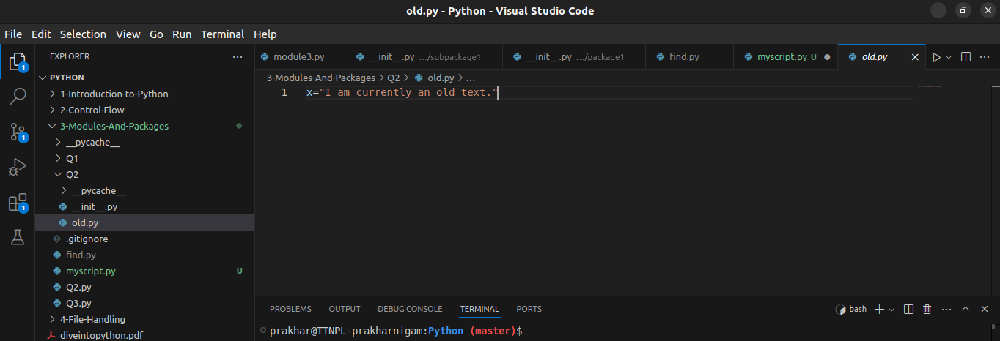 old.py - Python - Visual Studio Code
File Edit Selection View Go Run Terminal Help
EXPLORER
PYTHON
1-Introduction-to-Python
2-Control-Flow
3-Modules-And-Packages
__pycache__
Q1
Q2
__pycache__
__init__.py
old.py
.gitignore
find.py
myscript.py U
Q2.py
Q3.py
4-File-Handling
diveintopython.pdf
1
1
1
module3.py __init__.py .../subpackage1 __init__.py .../package1 find.py myscript.py U old.py
3-Modules-And-Packages > Q2 > old.py > ...
1 x="I am currently an old text."
PROBLEMS OUTPUT DEBUG CONSOLE TERMINAL PORTS
bash
prakhar@TTNPL-prakharnigam:Python (master)$